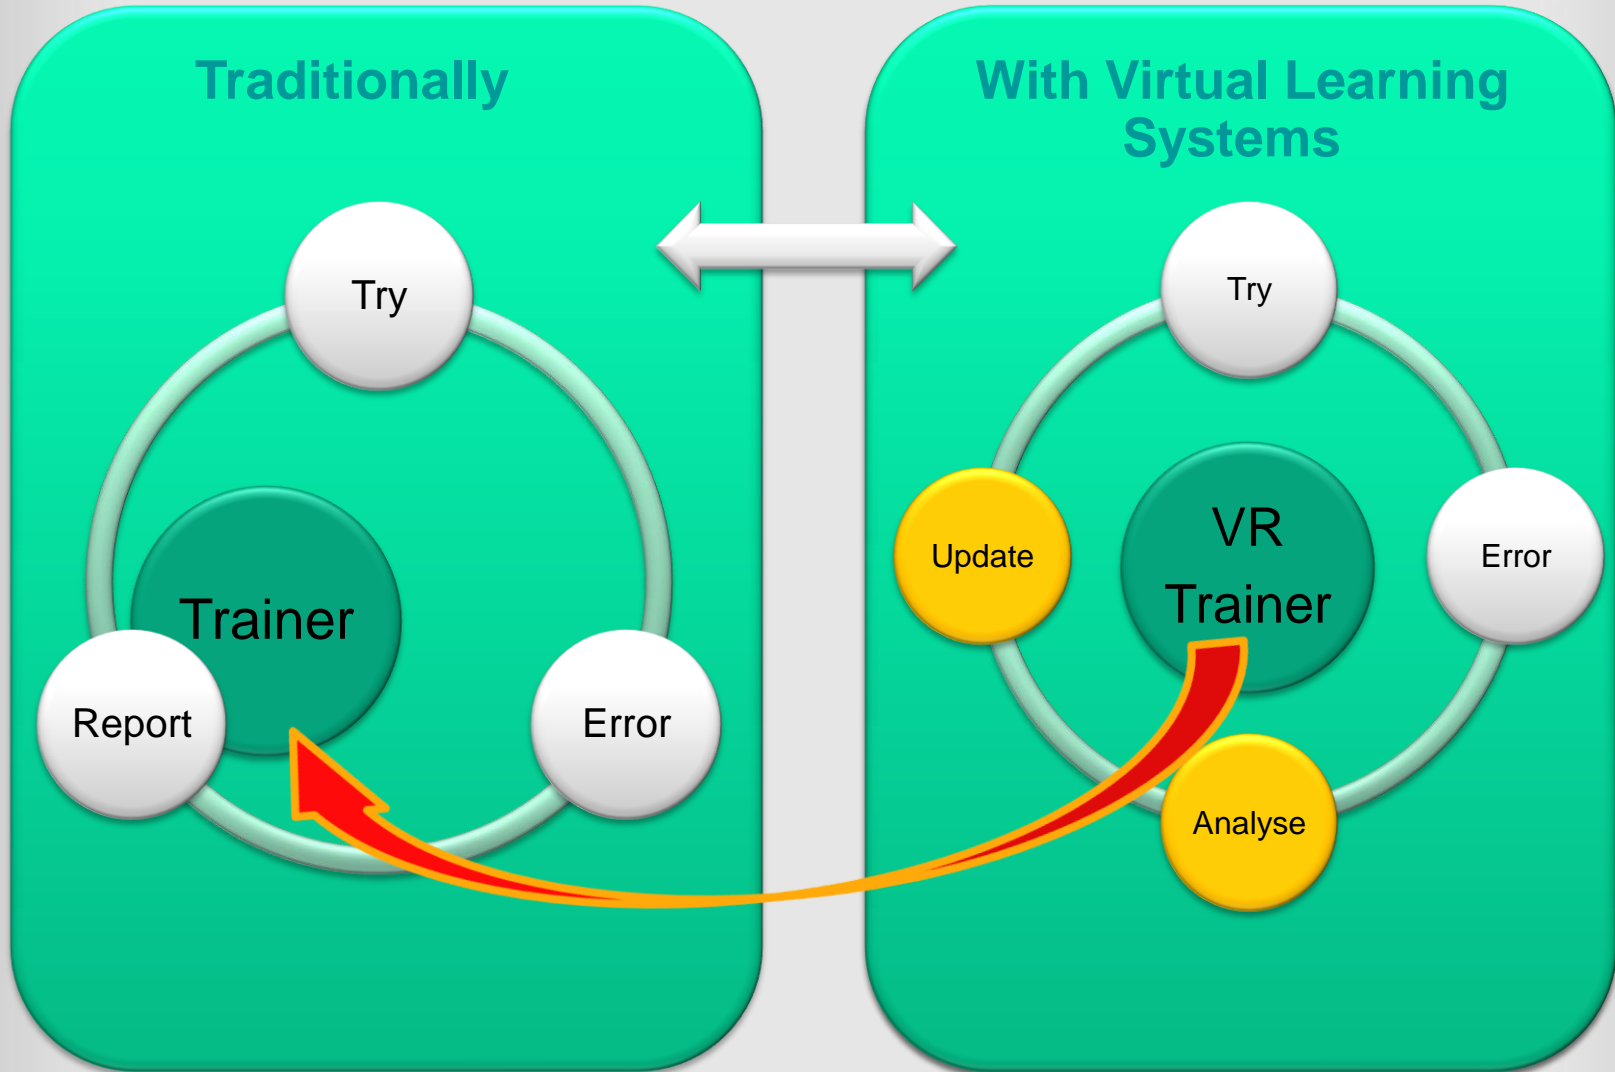 Traditionally
Try
Trainer
Report
Error
With Virtual Learning
Systems
Try
Update
VR
Trainer
Error
Analyse